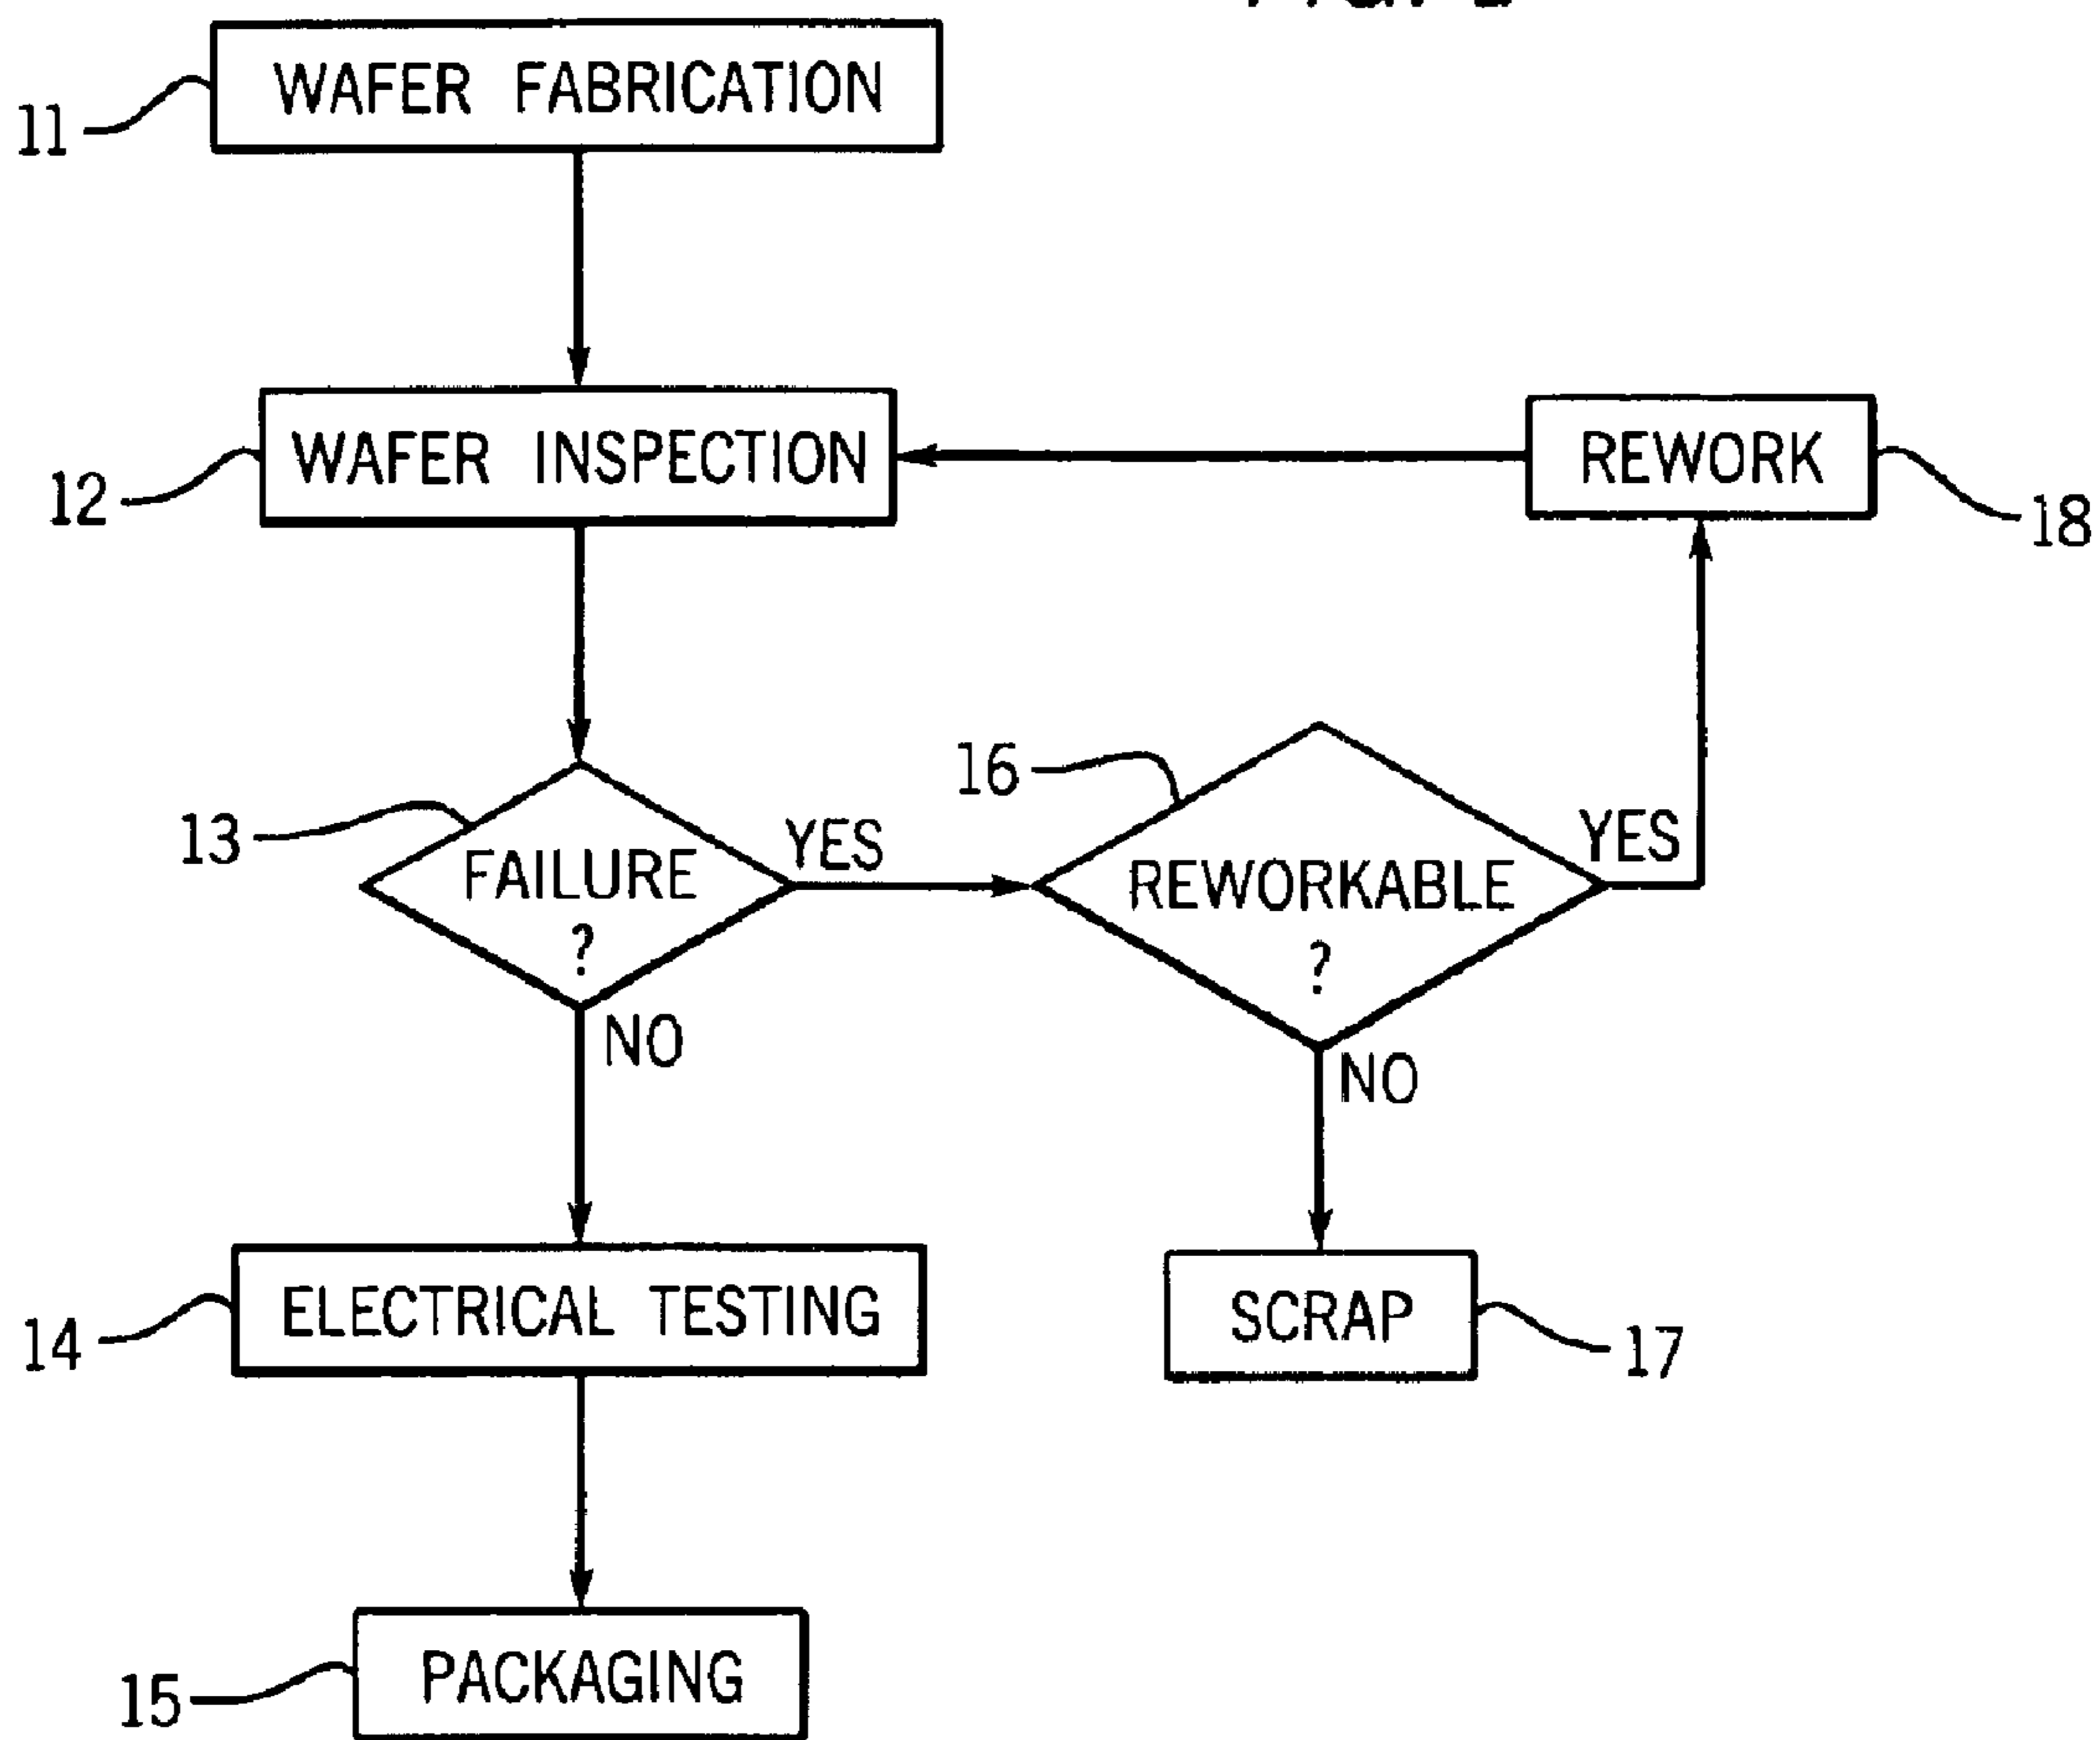 WAFER FABRICATION
11
WAFER INSPECTION
12
REWORK
18
13
FAILURE
?
YES
NO
16
REWORKABLE
?
YES
NO
ELECTRICAL TESTING
14
SCRAP
17
PACKAGING
15